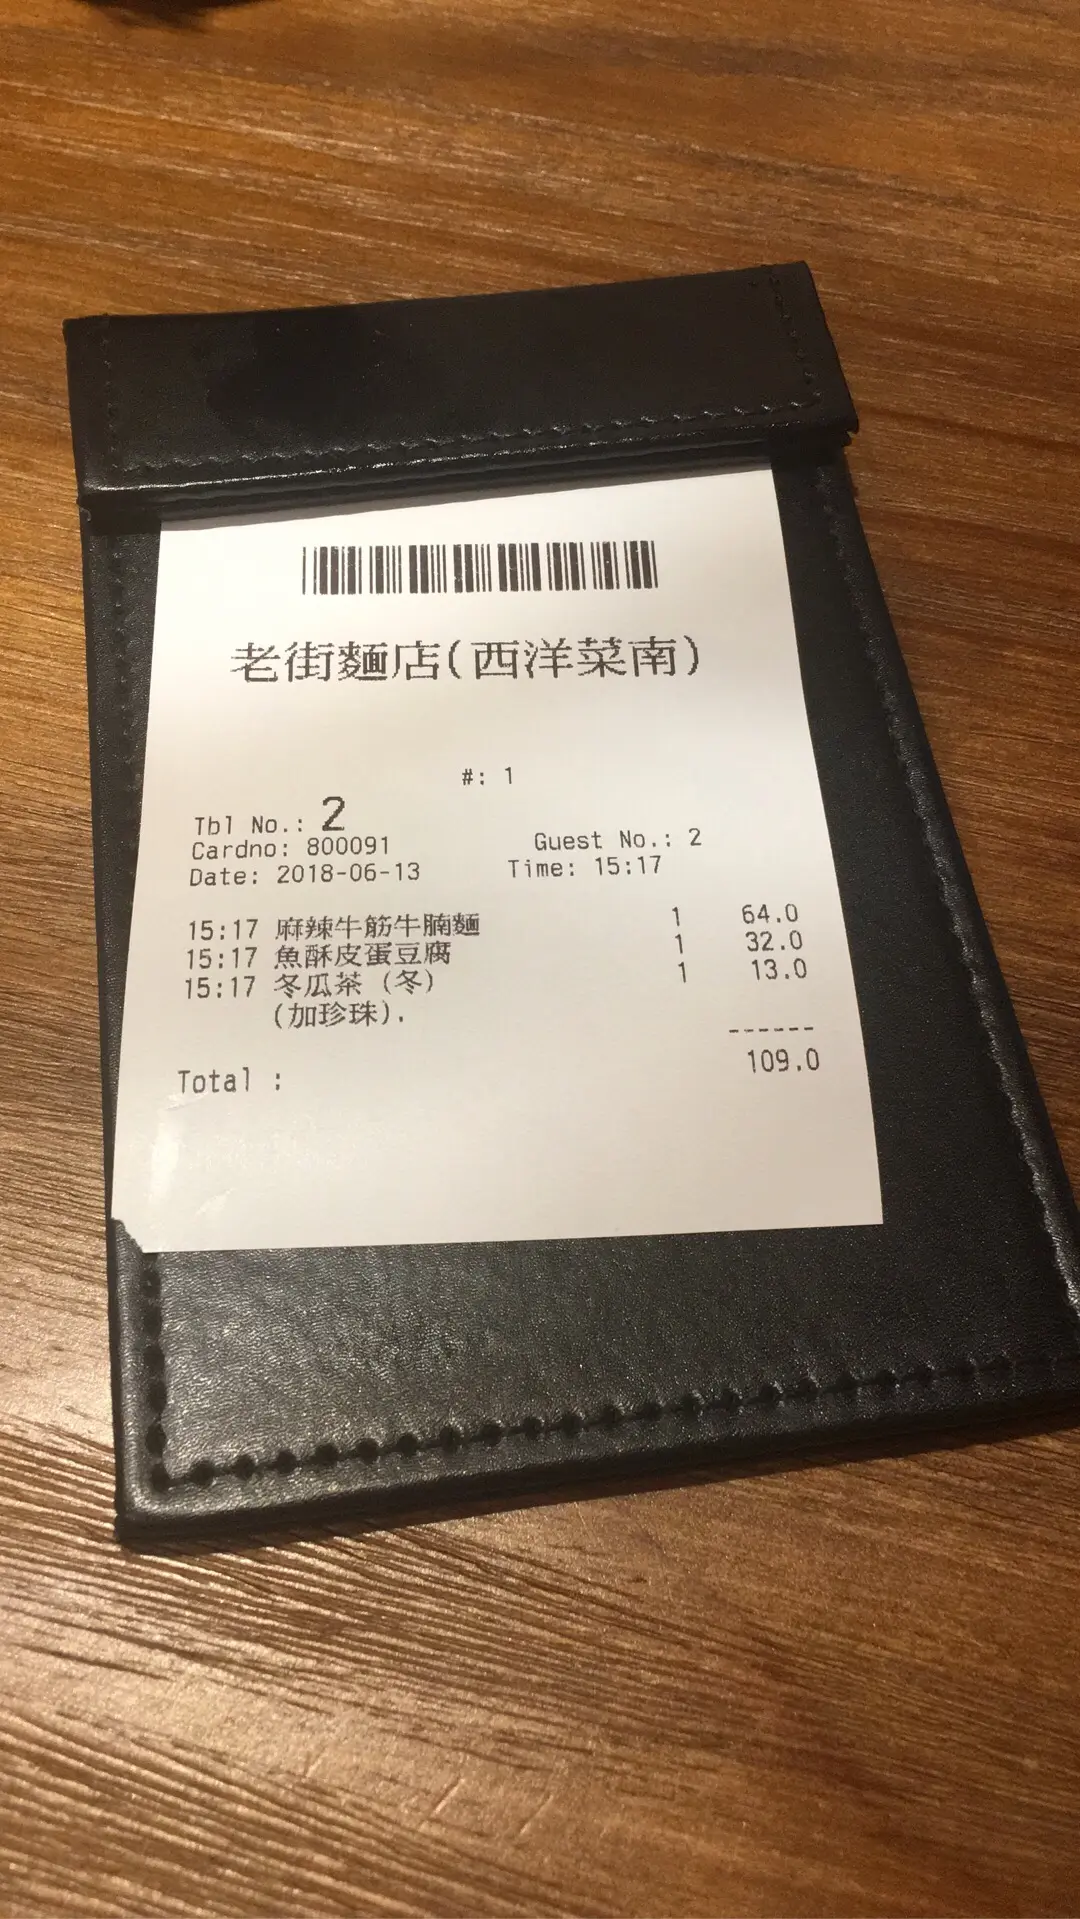 老街麵店(西洋菜南)
#: 1
Tbl No.: 2
Cardno: 800091 Guest No.: 2
Date: 2018-06-13 Time: 15:17
15:17 麻辣牛筋牛腩麵 1 64.0
15:17 魚酥皮蛋豆腐 1 32.0
15:17 冬瓜茶 (冬) 1 13.0
(加珍珠).
------
Total : 109.0